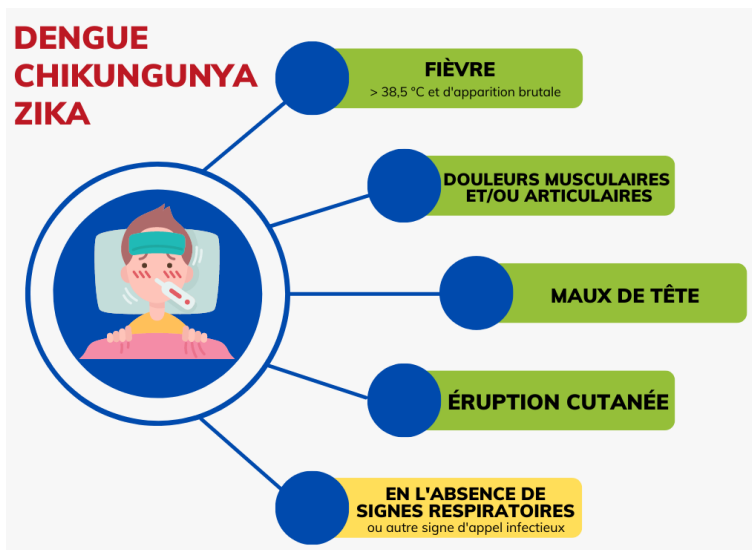 DENGUE
CHIKUNGUNYA
ZIKA
FIÈVRE
> 38,5 °C et d'apparition brutale
DOULEURS MUSCULAIRES
ET/OU ARTICULAIRES
MAUX DE TÊTE
ÉRUPTION CUTANÉE
EN L'ABSENCE DE
SIGNES RESPIRATOIRES
ou autre signe d'appel infectieux